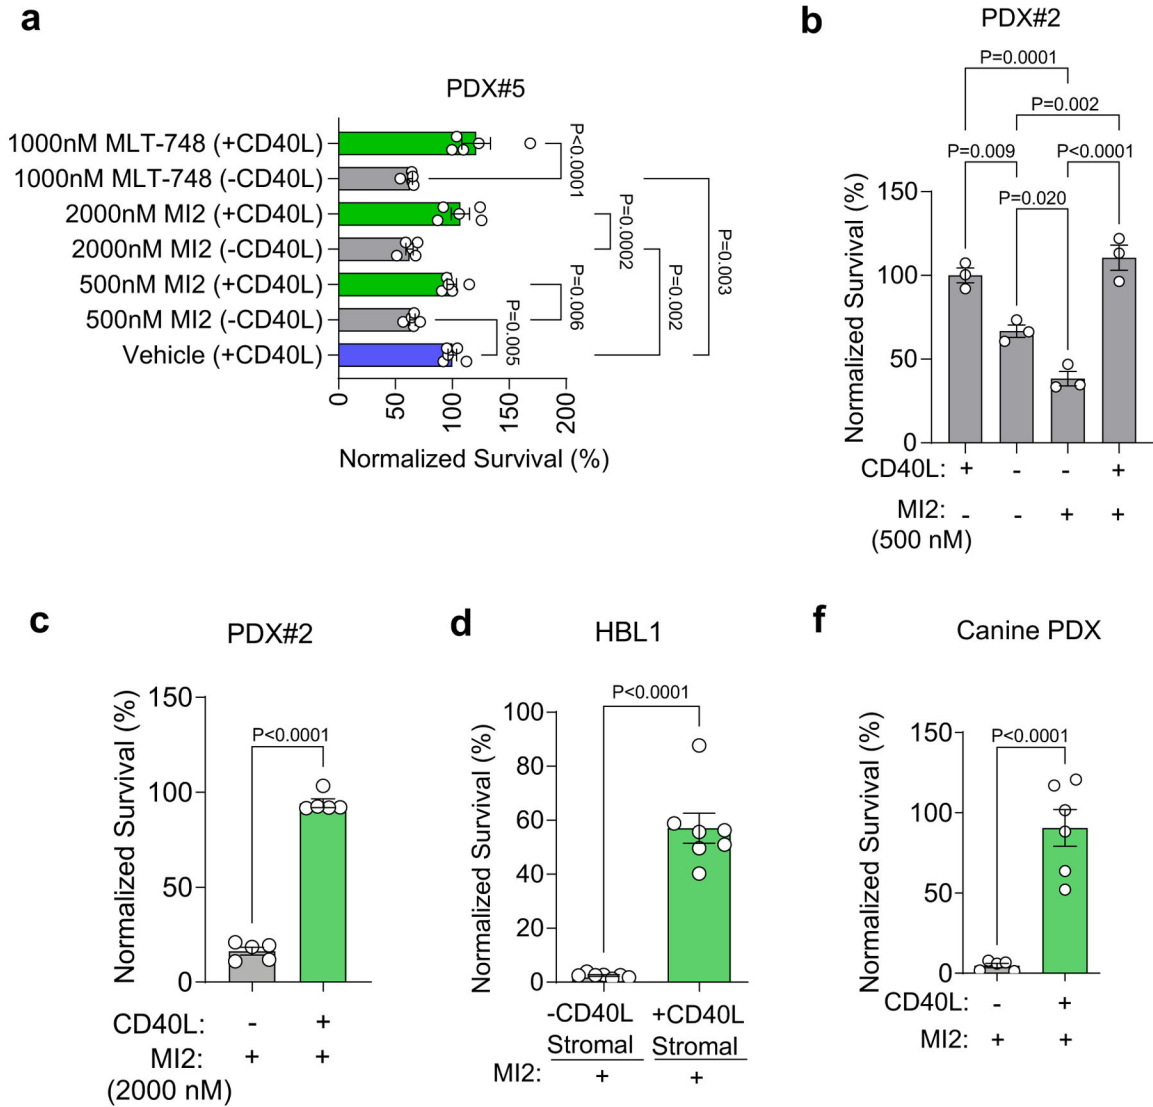 a
PDX#5
1000nM MLT-748 (+CD40L)
1000nM MLT-748 (-CD40L)
2000nM MI2 (+CD40L)
2000nM MI2 (-CD40L)
500nM MI2 (+CD40L)
500nM MI2 (-CD40L)
Vehicle (+CD40L)
P<0.0001
P=0.0002
P=0.006
P=0.005
P=0.002
P=0.003
0 50 100 150 200
Normalized Survival (%)
b
PDX#2
P=0.0001
P=0.002
P=0.009
P<0.0001
P=0.020
Normalized Survival (%)
150
100
50
0
CD40L: + - - +
MI2: - - + +
(500 nM)
c
PDX#2
P<0.0001
Normalized Survival (%)
150
100
50
0
CD40L: - +
MI2: + +
(2000 nM)
d
HBL1
P<0.0001
Normalized Survival (%)
100
80
60
40
20
0
-CD40L +CD40L
Stromal Stromal
MI2: + +
f
Canine PDX
P<0.0001
Normalized Survival (%)
150
100
50
0
CD40L: - +
MI2: + +